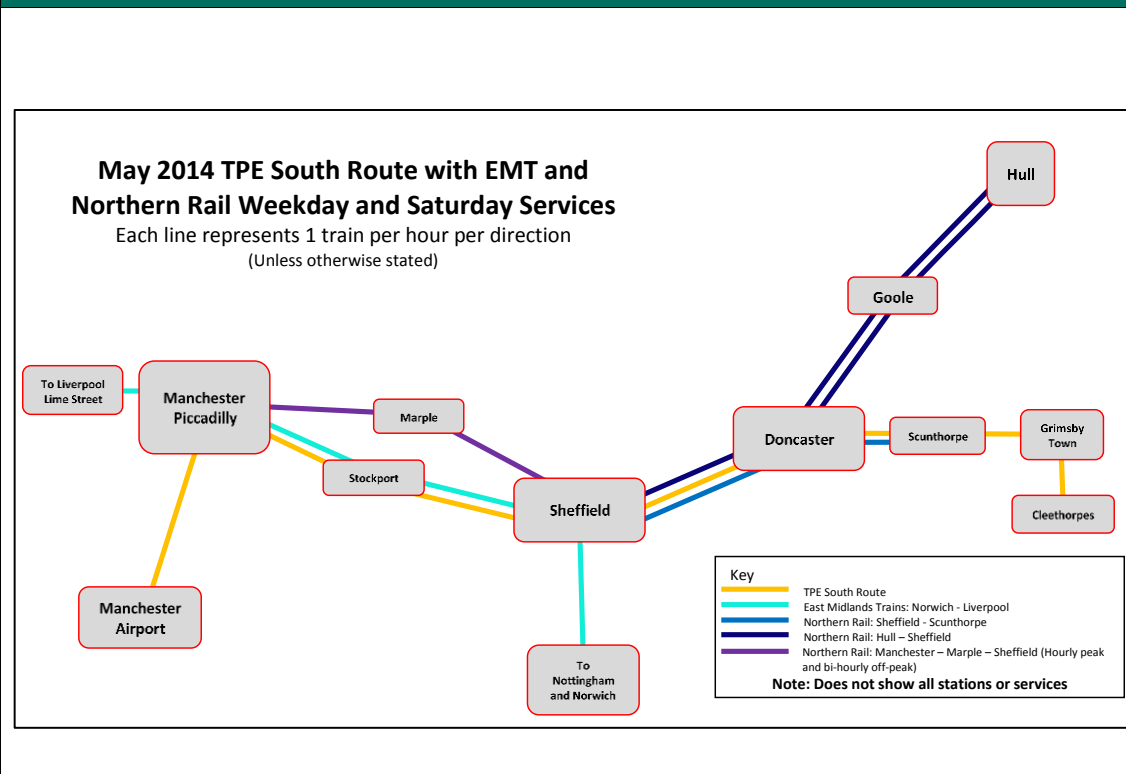 May 2014 TPE South Route with EMT and
Northern Rail Weekday and Saturday Services
Each line represents 1 train per hour per direction
(Unless otherwise stated)
Hull
Goole
To Liverpool
Lime Street
Manchester
Piccadilly
Marple
Stockport
Sheffield
Doncaster
Scunthorpe
Grimsby
Town
Cleethorpes
Manchester
Airport
To
Nottingham
and Norwich
Key
TPE South Route
East Midlands Trains: Norwich - Liverpool
Northern Rail: Sheffield - Scunthorpe
Northern Rail: Hull – Sheffield
Northern Rail: Manchester – Marple – Sheffield (Hourly peak
and bi-hourly off-peak)
Note: Does not show all stations or services